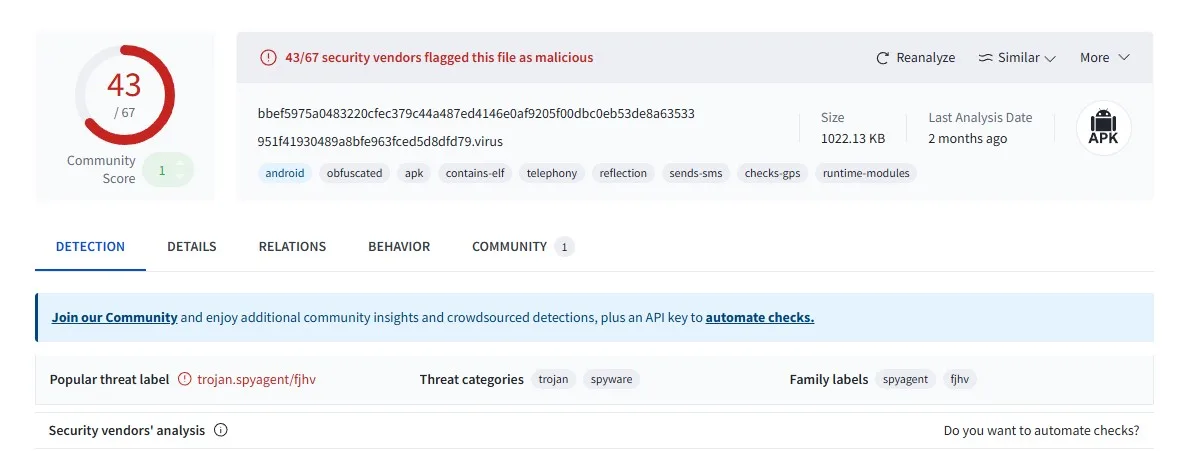 43
/ 67
Community
Score
1
43/67 security vendors flagged this file as malicious
Reanalyze
Similar
More
bbef5975a0483220cfec379c44a487ed4146e0af9205f00dbc0eb53de8a63533
951f41930489a8bfe963fced5d8dfd79.virus
Size
1022.13 KB
Last Analysis Date
2 months ago
APK
android
obfuscated
apk
contains-elf
telephony
reflection
sends-sms
checks-gps
runtime-modules
DETECTION
DETAILS
RELATIONS
BEHAVIOR
COMMUNITY 1
Join our Community and enjoy additional community insights and crowdsourced detections, plus an API key to automate checks.
Popular threat label trojan.spyagent/fjhv
Threat categories trojan spyware
Family labels spyagent fjhv
Security vendors' analysis
Do you want to automate checks?